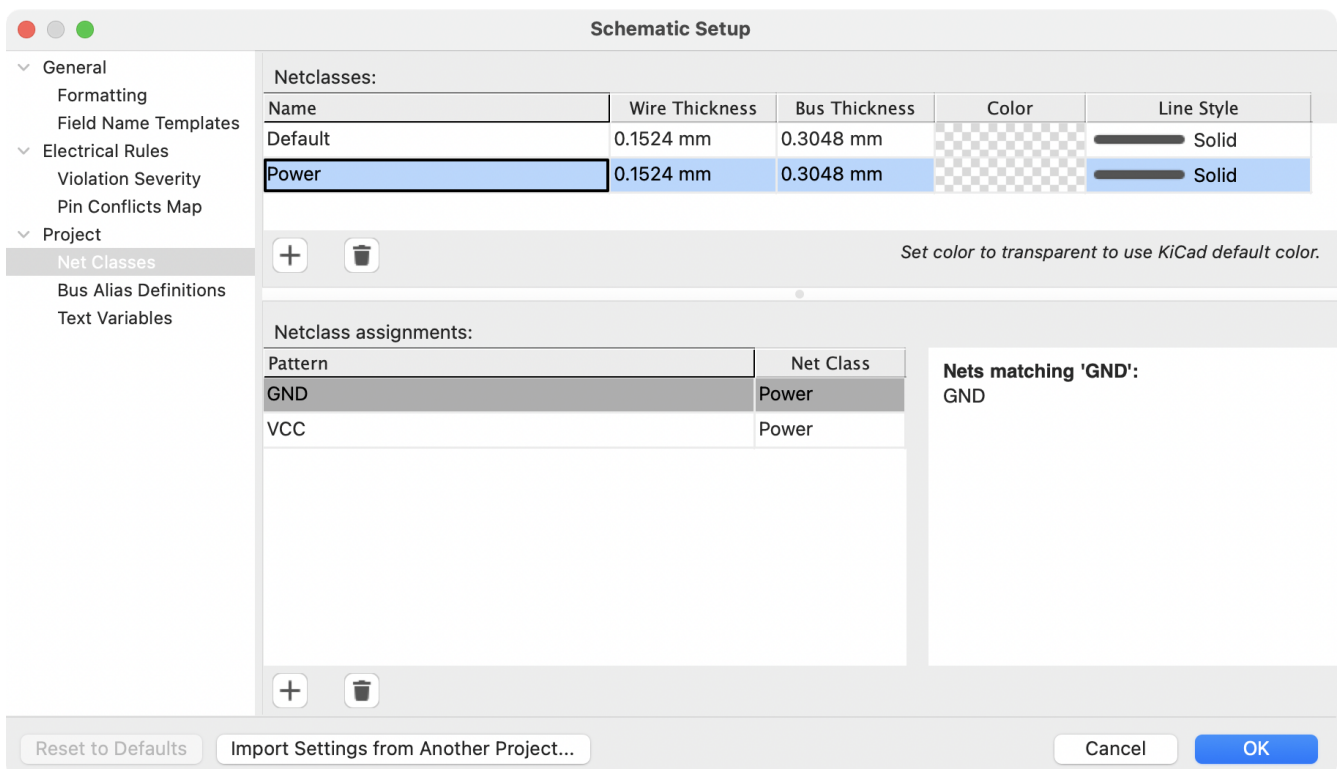 Schematic Setup
General
Formatting
Field Name Templates
Electrical Rules
Violation Severity
Pin Conflicts Map
Project
Net Classes
Bus Alias Definitions
Text Variables
Netclasses:
Name Wire Thickness Bus Thickness Color Line Style
Default 0.1524 mm 0.3048 mm Solid
Power 0.1524 mm 0.3048 mm Solid
Set color to transparent to use KiCad default color.
Netclass assignments:
Pattern Net Class
GND Power
VCC Power
Nets matching 'GND':
GND
Reset to Defaults Import Settings from Another Project... Cancel OK